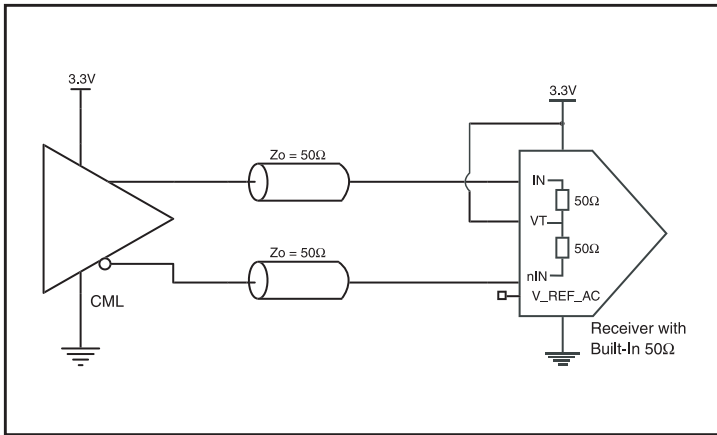 3.3V
3.3V
Zo = 50Ω
IN
50Ω
VT
50Ω
Zo = 50Ω
nIN
V_REF_AC
CML
Receiver with
Built-In 50Ω